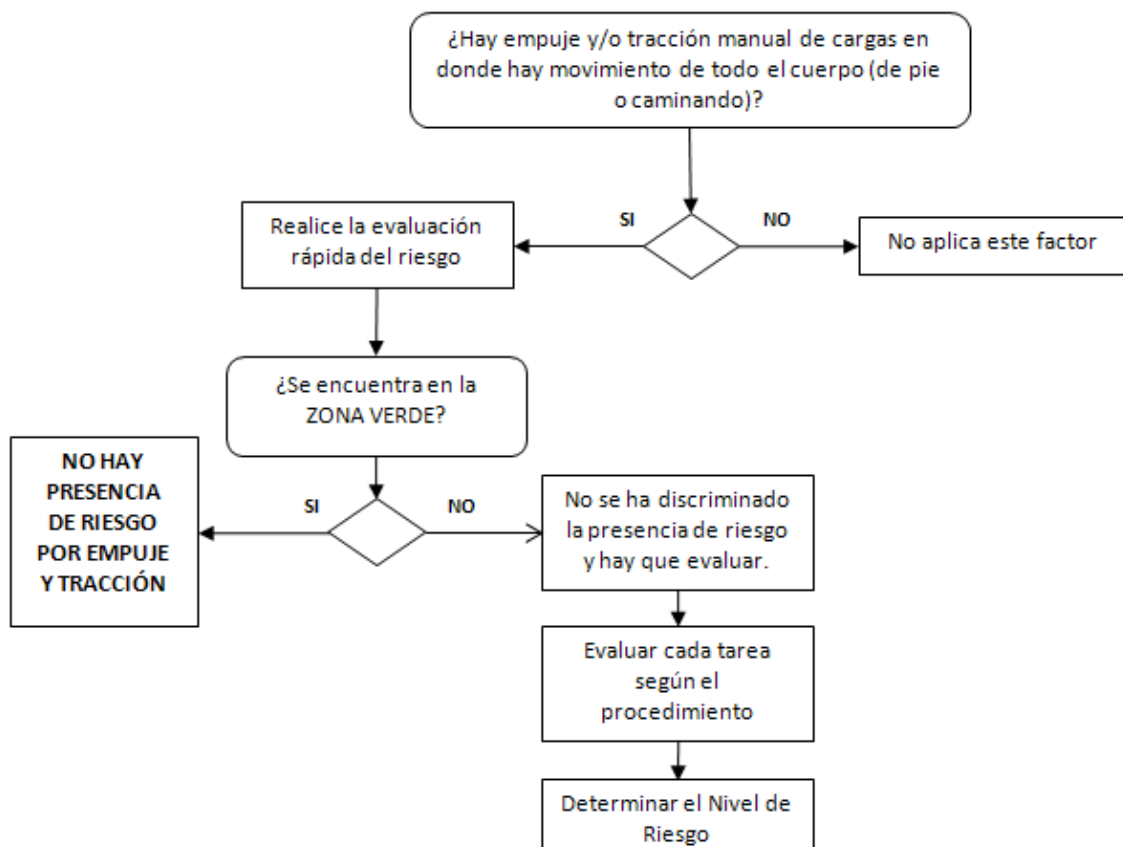 ¿Hay empuje y/o tracción manual de cargas en
donde hay movimiento de todo el cuerpo (de pie
o caminando)?
SI
NO
Realice la evaluación
rápida del riesgo
No aplica este factor
¿Se encuentra en la
ZONA VERDE?
NO HAY
PRESENCIA
DE RIESGO
POR EMPUJE
Y TRACCIÓN
SI
NO
No se ha discriminado
la presencia de riesgo
y hay que evaluar.
Evaluar cada tarea
según el
procedimiento
Determinar el Nivel de
Riesgo